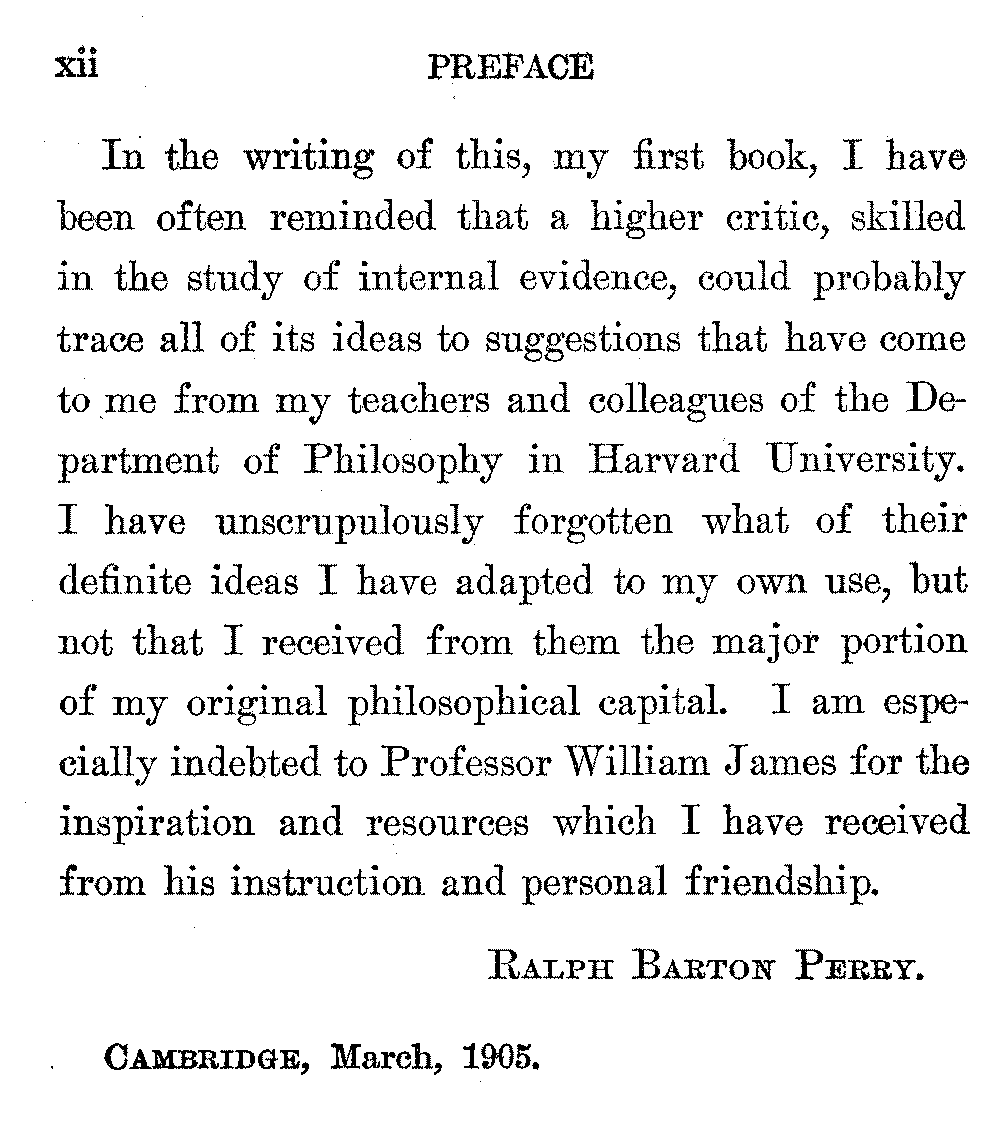 xii PREFACE
In the writing of this, my first book, I have
been often reminded that a higher critic, skilled
in the study of internal evidence, could probably
trace all of its ideas to suggestions that have come
to me from my teachers and colleagues of the De-
partment of Philosophy in Harvard University.
I have unscrupulously forgotten what of their
definite ideas I have adapted to my own use, but
not that I received from them the major portion
of my original philosophical capital. I am espe-
cially indebted to Professor William James for the
inspiration and resources which I have received
from his instruction and personal friendship.
RALPH BARTON PERRY.
CAMBRIDGE, March, 1905.